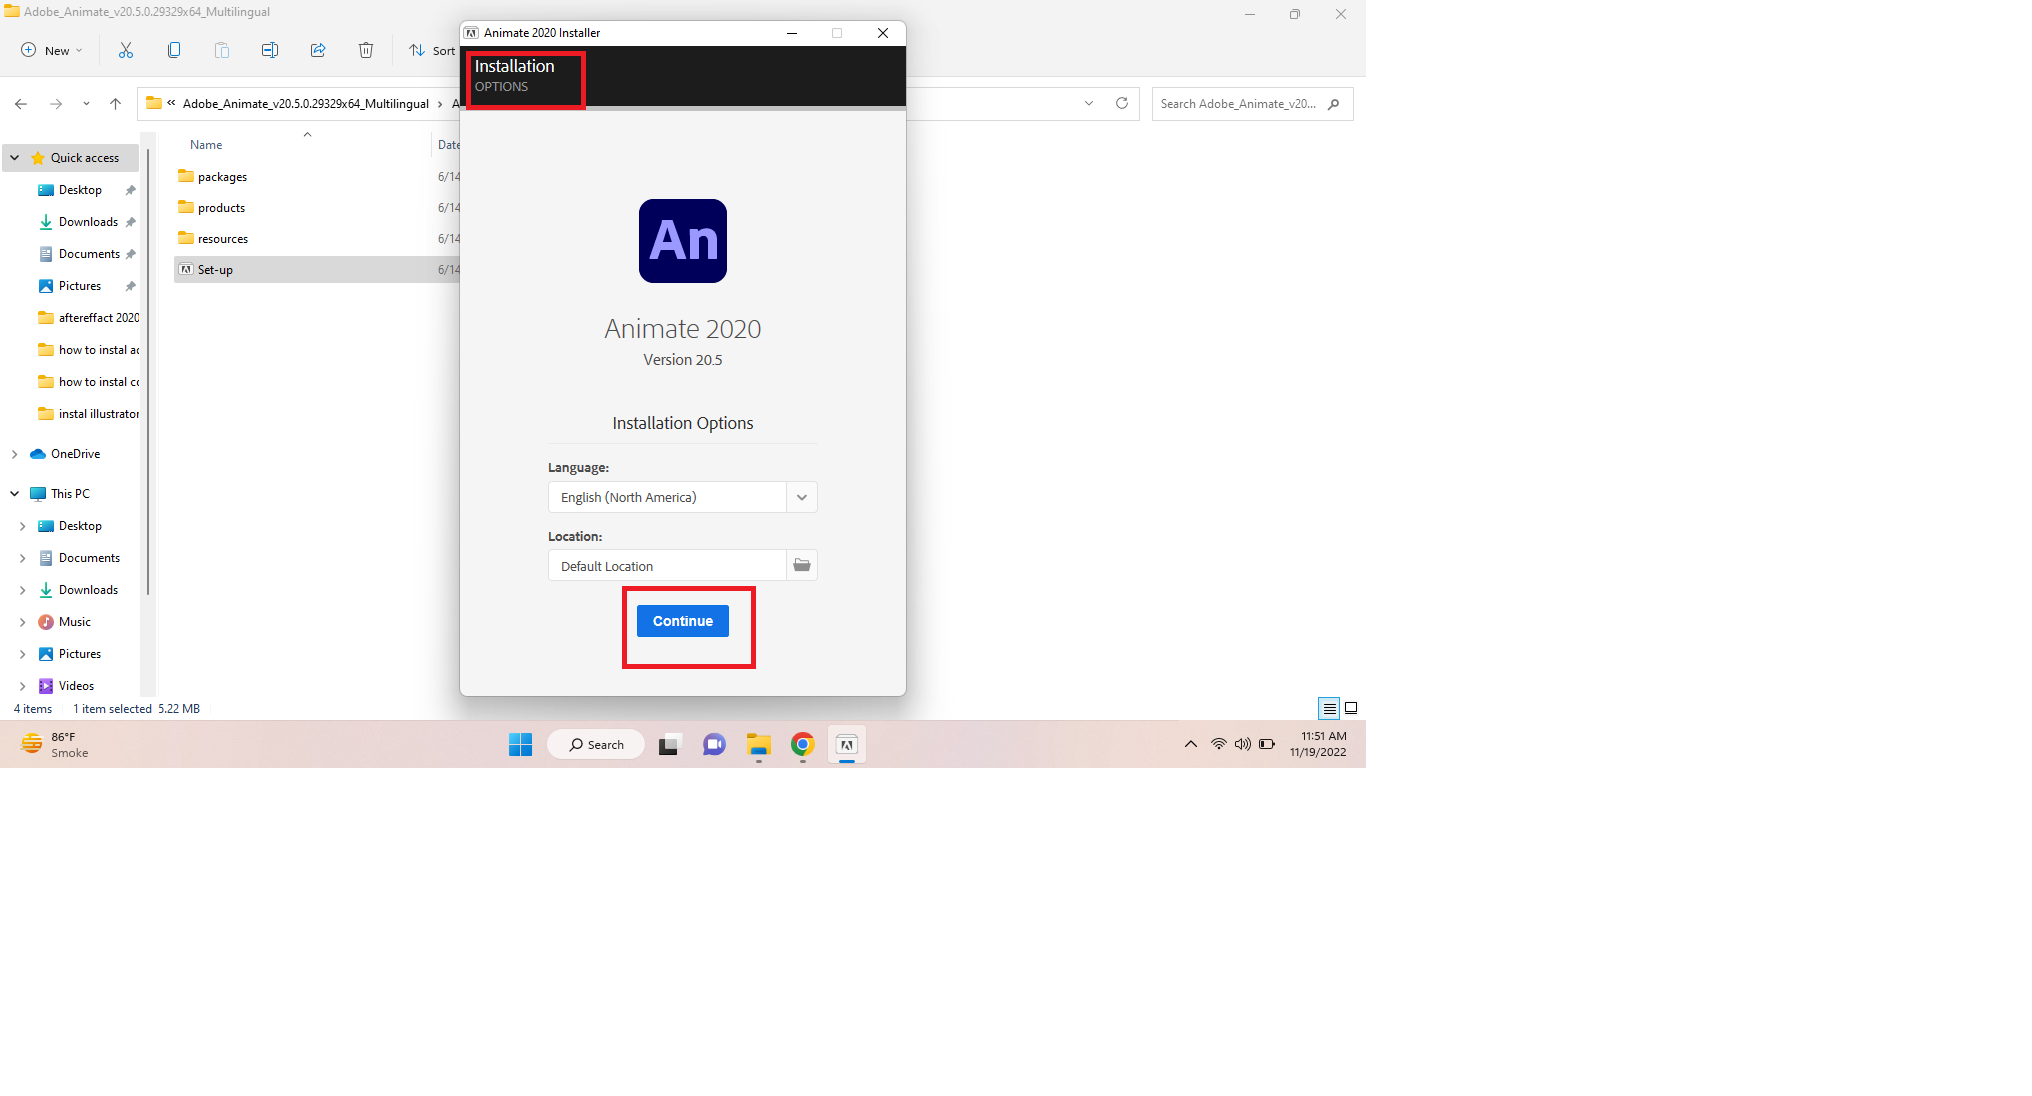 Adobe_Animate_v20.5.0.29329x64_Multilingual
New
Sort
« Adobe_Animate_v20.5.0.29329x64_Multilingual › A
Search Adobe_Animate_v20...
Quick access
Desktop
Downloads
Documents
Pictures
aftereffact 2020
how to instal ac
how to instal co
instal illustrator
OneDrive
This PC
Desktop
Documents
Downloads
Music
Pictures
Videos
Name
Date
packages
6/14
products
6/14
resources
6/14
Set-up
6/14
4 items
1 item selected 5.22 MB
Animate 2020 Installer
Installation
OPTIONS
An
Animate 2020
Version 20.5
Installation Options
Language:
English (North America)
Location:
Default Location
Continue
86°F
Smoke
Search
11:51 AM
11/19/2022